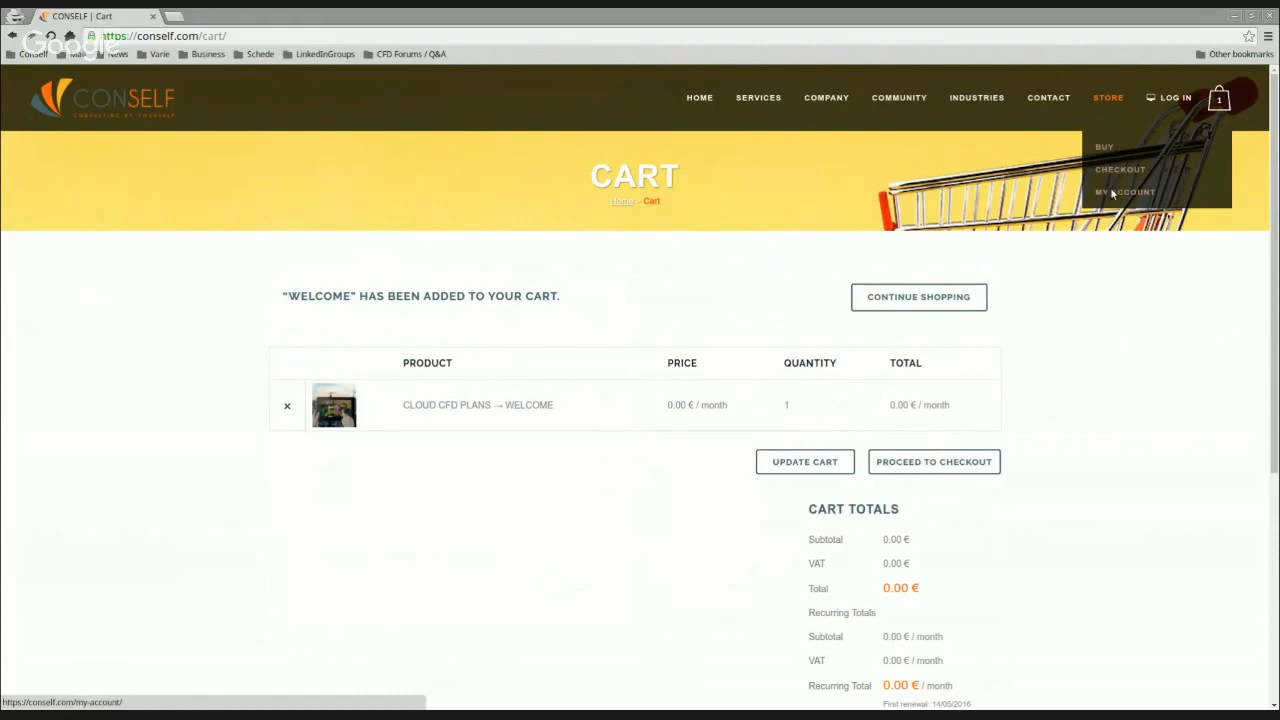 CONSELF | Cart
https://conself.com/cart/
Google
Conself
News
Varie
Business
Schede
LinkedInGroups
CFD Forums / Q&A
Other bookmarks
CONSELF
CONSULTING BY YOURSELF
HOME
SERVICES
COMPANY
COMMUNITY
INDUSTRIES
CONTACT
STORE
LOG IN
1
BUY
CHECKOUT
MY ACCOUNT
CART
Home > Cart
“WELCOME” HAS BEEN ADDED TO YOUR CART.
CONTINUE SHOPPING
PRODUCT PRICE QUANTITY TOTAL
× CLOUD CFD PLANS → WELCOME 0.00 € / month 1 0.00 € / month
UPDATE CART
PROCEED TO CHECKOUT
CART TOTALS
Subtotal 0.00 €
VAT 0.00 €
Total 0.00 €
Recurring Totals
Subtotal 0.00 € / month
VAT 0.00 € / month
Recurring Total 0.00 € / month
First renewal: 14/05/2016
https://conself.com/my-account/